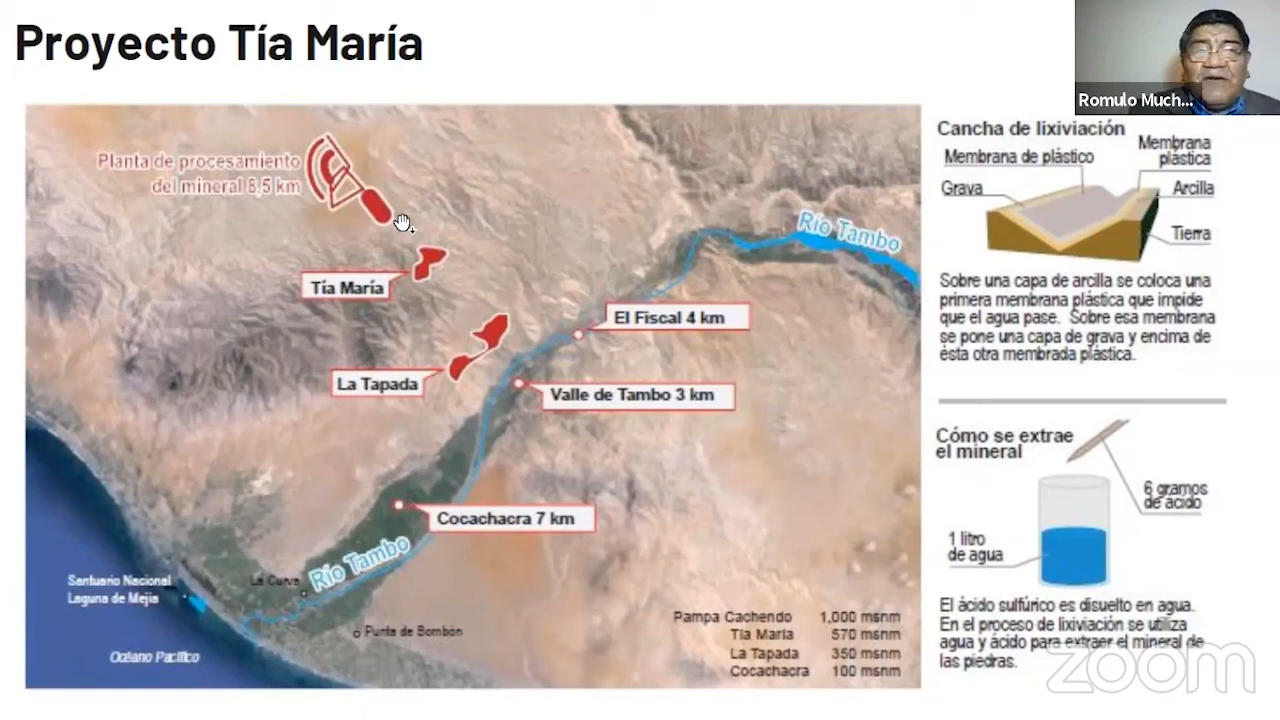 Proyecto Tía María
Romulo Much...
Planta de procesamiento
del mineral 8,5 km
Río Tambo
Tía María
El Fiscal 4 km
La Tapada
Valle de Tambo 3 km
Cocachacra 7 km
Río Tambo
La Curva
Santuario Nacional
Laguna de Mejia
Punta de Bombón
Océano Pacífico
Pampa Cachendo 1,000 msnm
Tía María 570 msnm
La Tapada 350 msnm
Cocachacra 100 msnm
Cancha de lixiviación
Membrana de plástico
Membrana
plástica
Grava
Arcilla
Tierra
Sobre una capa de arcilla se coloca una
primera membrana plástica que impide
que el agua pase. Sobre esa membrana
se pone una capa de grava y encima de
ésta otra membrada plástica.
Cómo se extrae
el mineral
6 gramos
de ácido
1 litro
de agua
El ácido sulfúrico es disuelto en agua.
En el proceso de lixiviación se utiliza
agua y ácido para extraer el mineral de
las piedras.
zoom